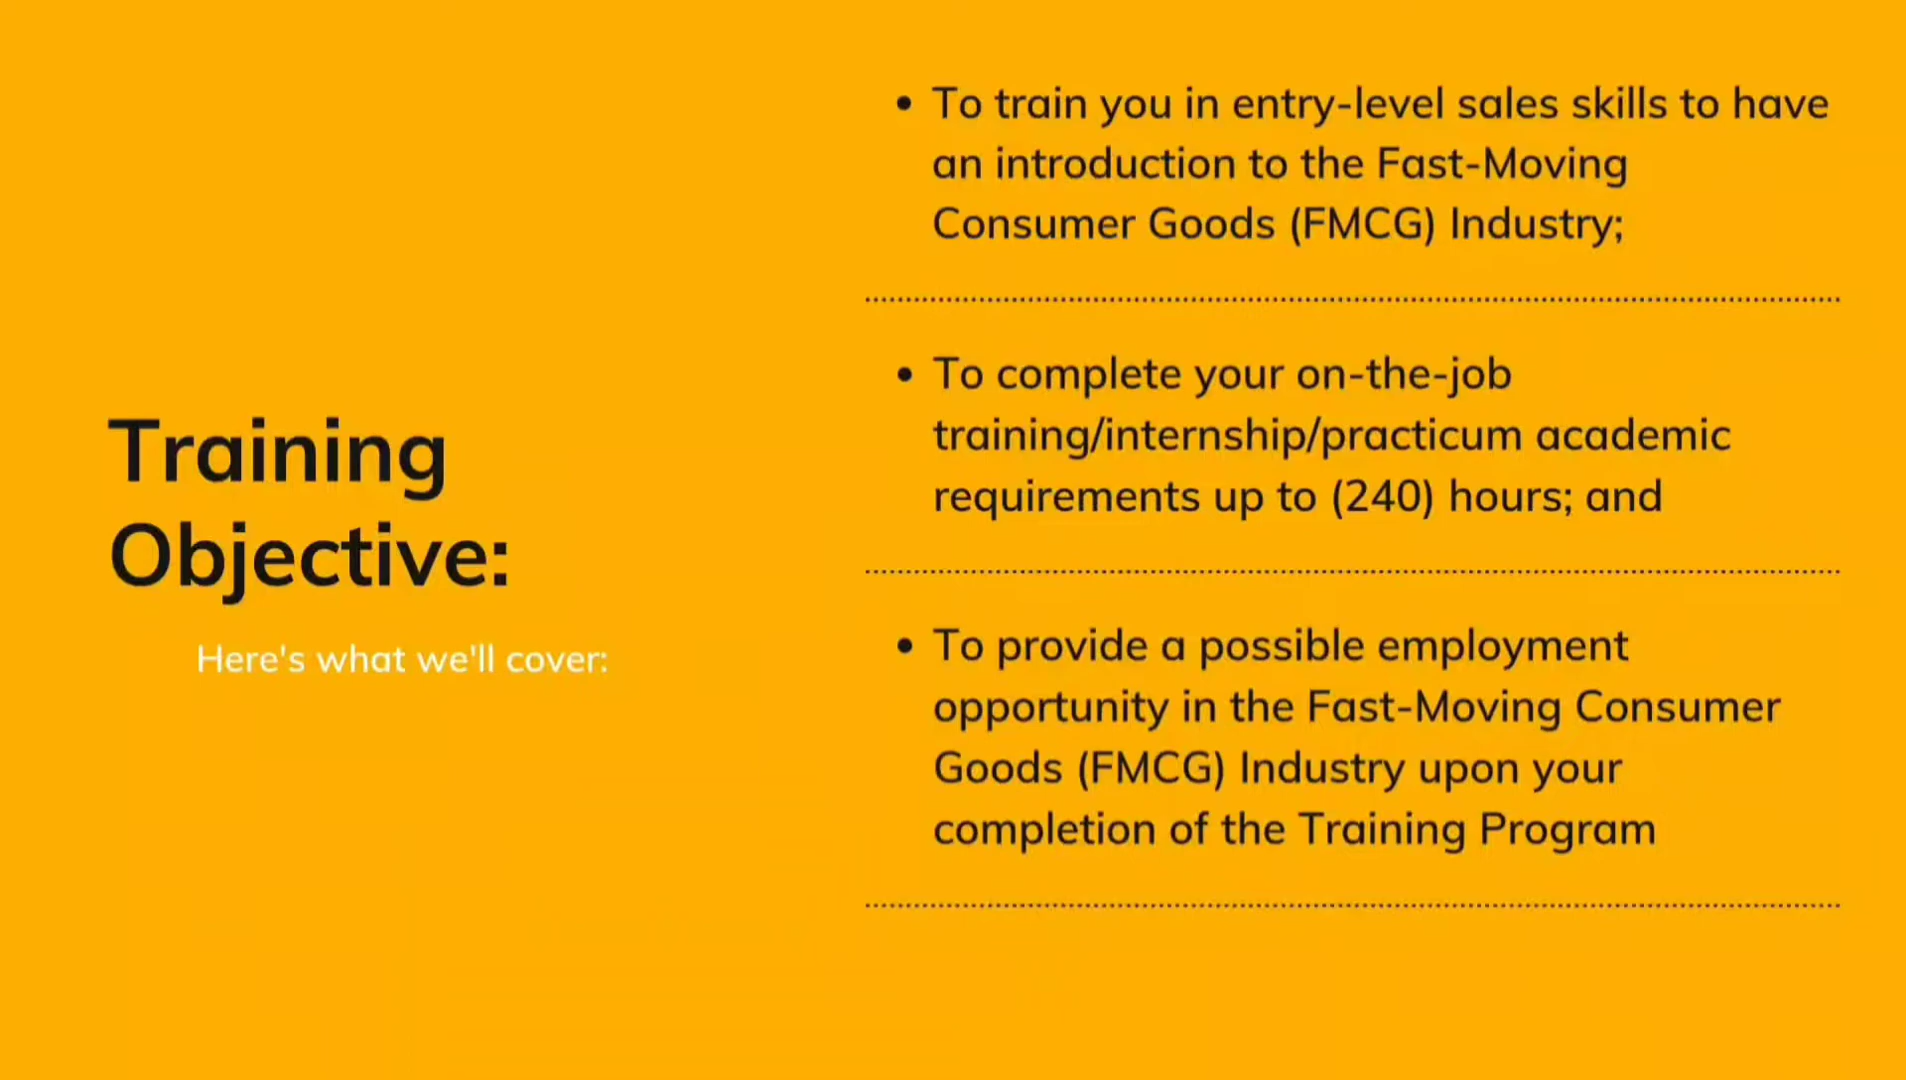 Training
Objective:
Here's what we'll cover:
• To train you in entry-level sales skills to have
an introduction to the Fast-Moving
Consumer Goods (FMCG) Industry;
• To complete your on-the-job
training/internship/practicum academic
requirements up to (240) hours; and
• To provide a possible employment
opportunity in the Fast-Moving Consumer
Goods (FMCG) Industry upon your
completion of the Training Program